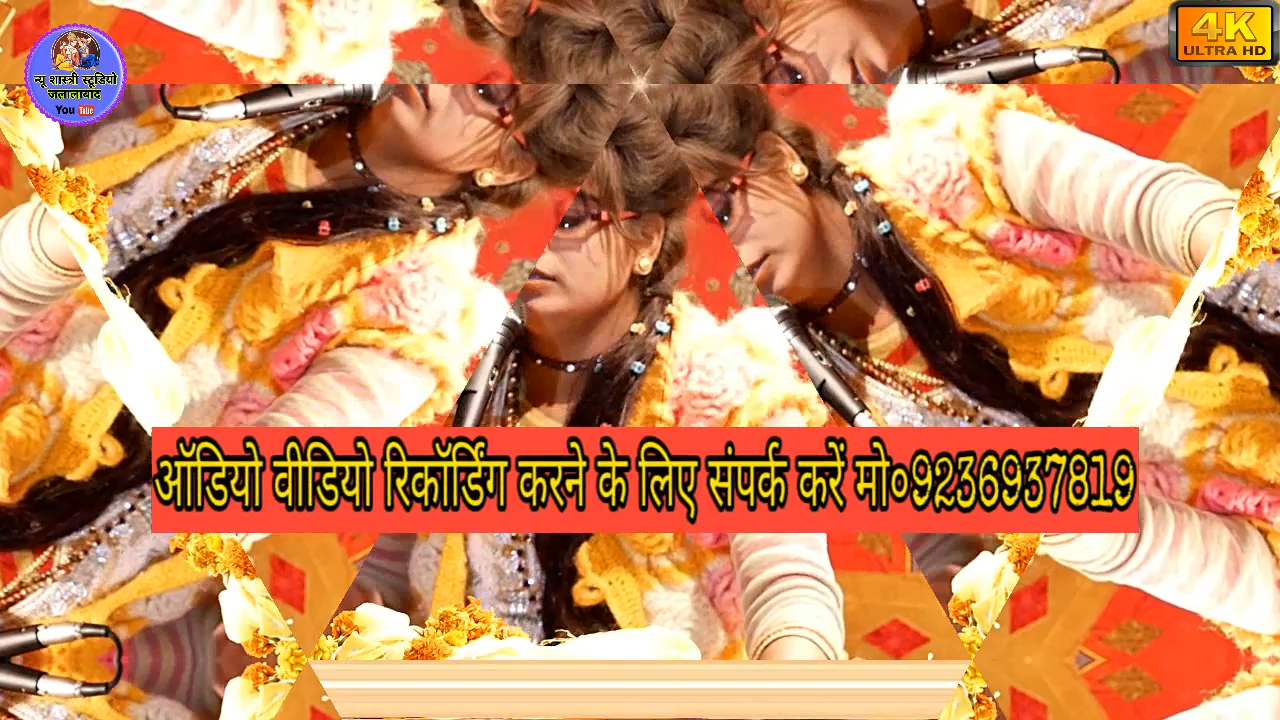 न्यू शास्त्री स्टूडियो
जलालाबाद
You Tube
4K
ULTRA HD
ऑडियो वीडियो रिकॉर्डिंग करने के लिए संपर्क करें मो०9236937819